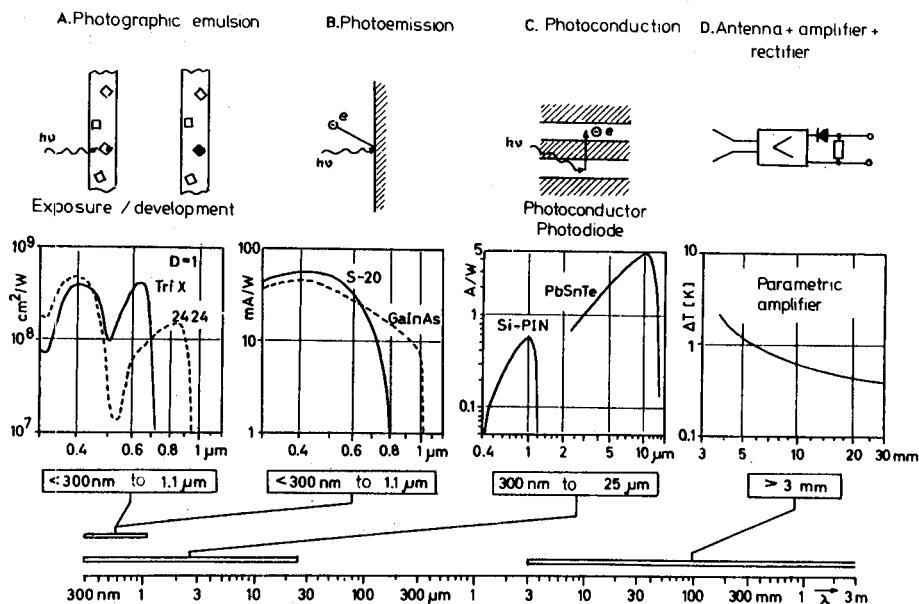 A. Photographic emulsion
B. Photoemission
C. Photoconduction
D. Antenna + amplifier +
rectifier
hν
hν
e
hν
e
Exposure / development
Photoconductor
Photodiode
cm²/W
10⁹
10⁸
10⁷
D=1
Tri X
2424
0.4 0.6 0.8 1 μm
mA/W
100
10
1
S-20
GaInAs
0.4 0.6 0.8 1 μm
A/W
5
1
0.1
PbSnTe
Si-PIN
0.4 1 2 5 10 μm
ΔT [K]
10
1
0.1
Parametric
amplifier
3 5 10 20 30 mm
<300 nm to 1.1 μm
<300 nm to 1.1 μm
300 nm to 25 μm
> 3 mm
300 nm 1 3 10 30 100 300 μm 1 3 10 30 100 300 mm 1 λ 3 m